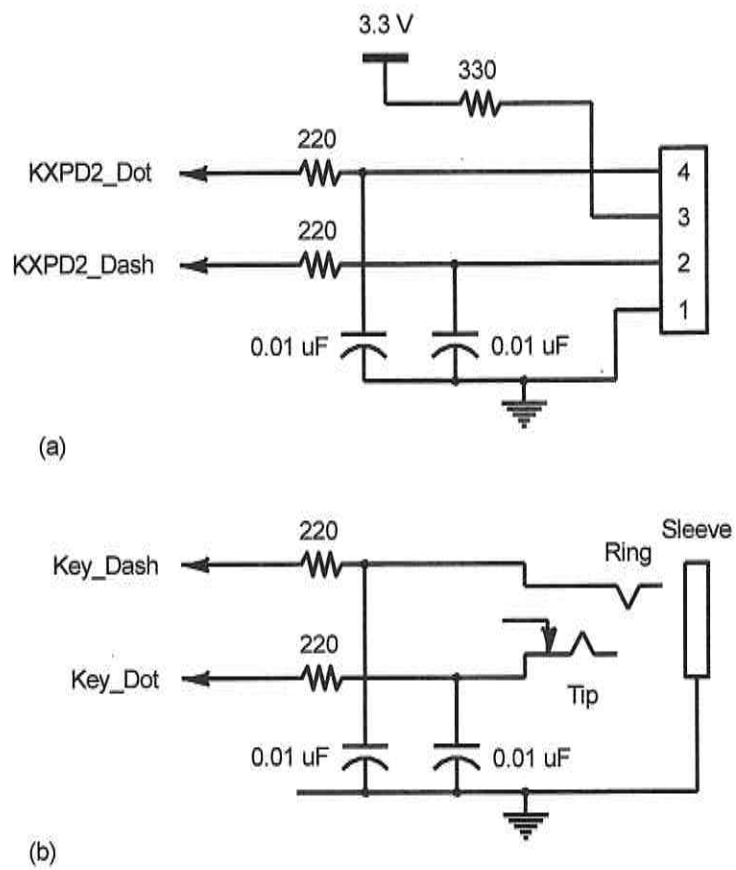 3.3 V
330
220
KXPD2_Dot
4
3
220
KXPD2_Dash
2
1
0.01 uF
0.01 uF
(a)
220
Sleeve
Key_Dash
Ring
220
Key_Dot
Tip
0.01 uF
0.01 uF
(b)